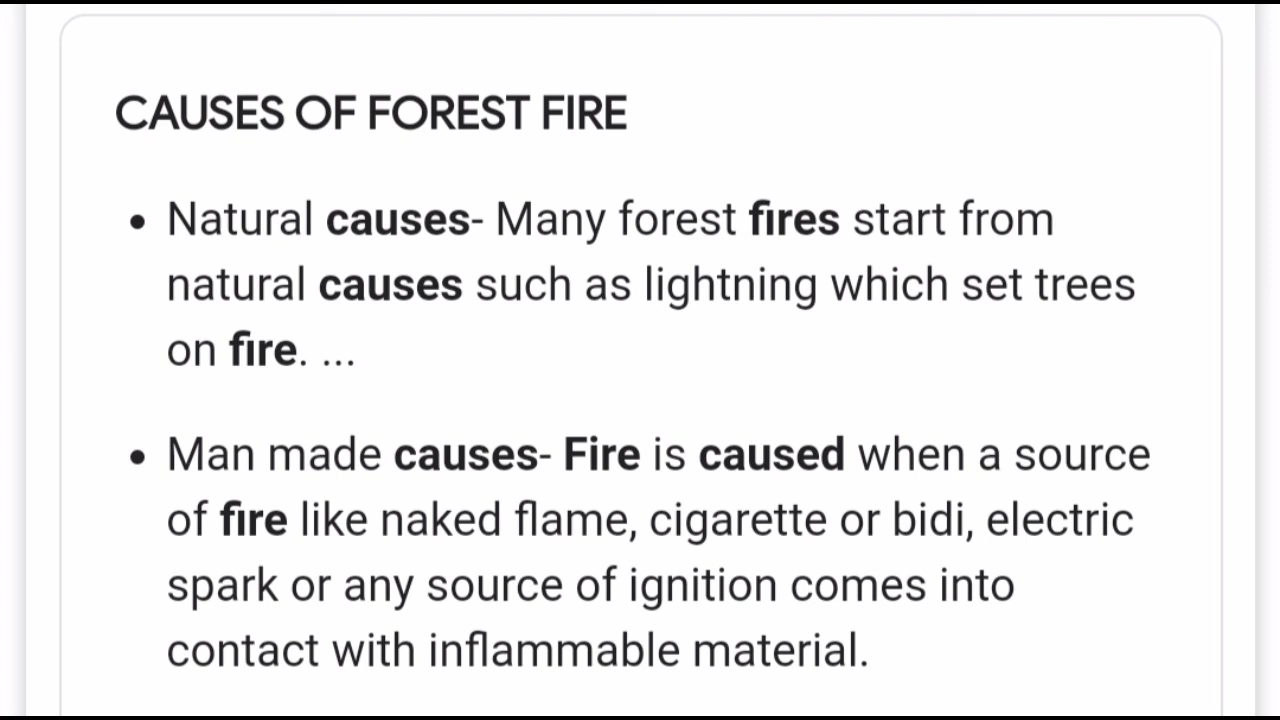 CAUSES OF FOREST FIRE
• Natural causes- Many forest fires start from
natural causes such as lightning which set trees
on fire. ...
• Man made causes- Fire is caused when a source
of fire like naked flame, cigarette or bidi, electric
spark or any source of ignition comes into
contact with inflammable material.